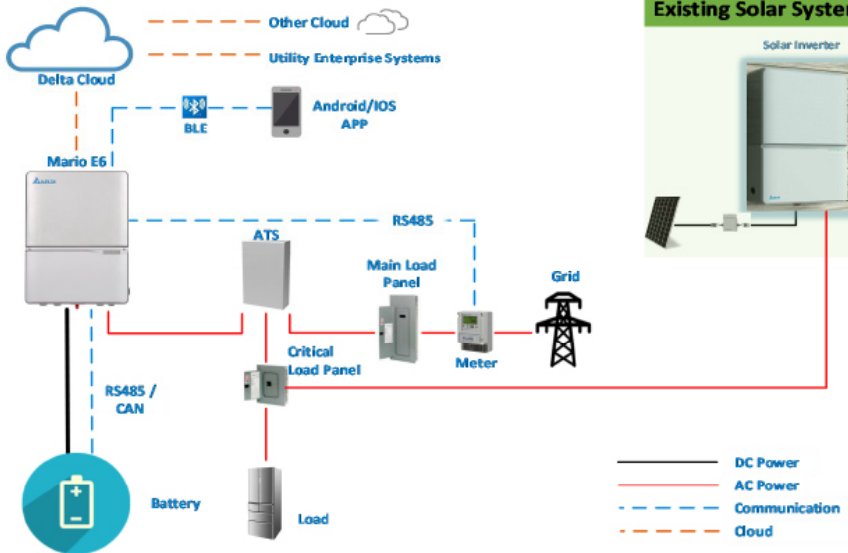 Other Cloud
Utility Enterprise Systems
Delta Cloud
BLE
Android/IOS
APP
Existing Solar System
Solar Inverter
Mario E6
RS485
ATS
Main Load
Panel
Grid
Meter
Critical
Load Panel
RS485 /
CAN
Battery
Load
DC Power
AC Power
Communication
Cloud